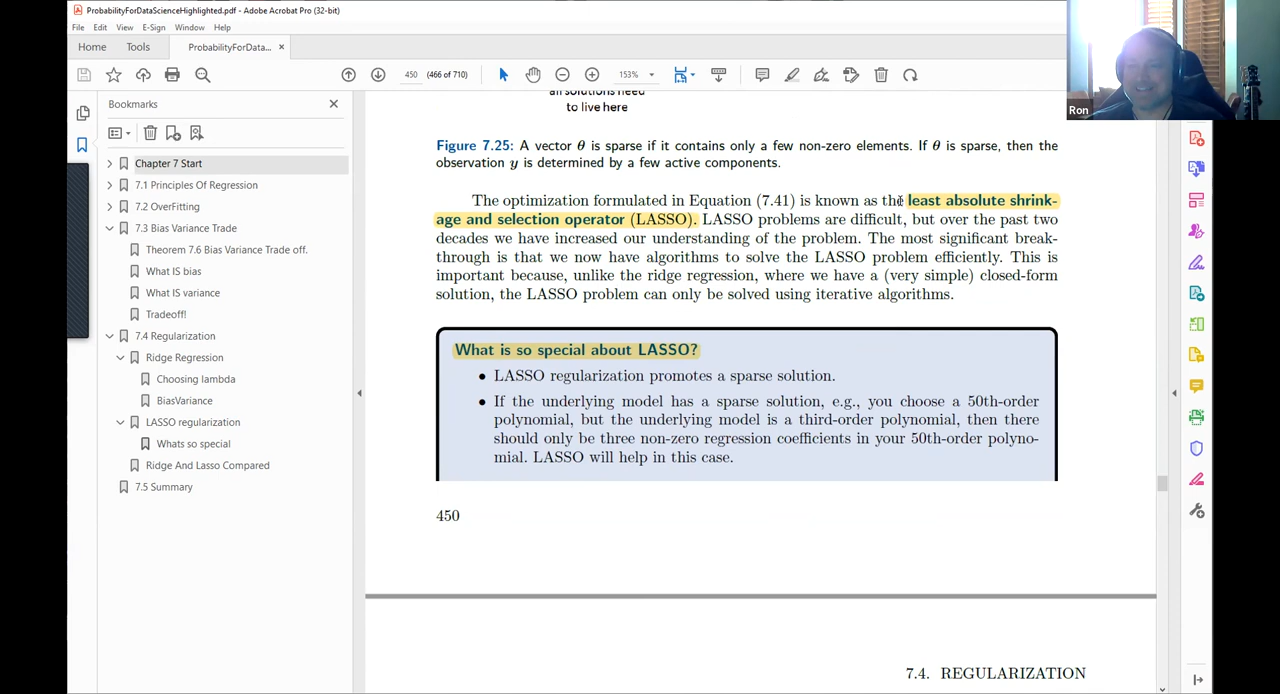 ProbabilityForDataScienceHighlighted.pdf - Adobe Acrobat Pro (32-bit)
File Edit View E-Sign Window Help
Home Tools ProbabilityForData... ×
450 (466 of 710) 153%
Ron
Bookmarks
Chapter 7 Start
7.1 Principles Of Regression
7.2 OverFitting
7.3 Bias Variance Trade
Theorem 7.6 Bias Variance Trade off.
What IS bias
What IS variance
Tradeoff!
7.4 Regularization
Ridge Regression
Choosing lambda
BiasVariance
LASSO regularization
Whats so special
Ridge And Lasso Compared
7.5 Summary
all solutions need
to live here
Figure 7.25: A vector θ is sparse if it contains only a few non-zero elements. If θ is sparse, then the
observation y is determined by a few active components.
The optimization formulated in Equation (7.41) is known as the least absolute shrink-
age and selection operator (LASSO). LASSO problems are difficult, but over the past two
decades we have increased our understanding of the problem. The most significant break-
through is that we now have algorithms to solve the LASSO problem efficiently. This is
important because, unlike the ridge regression, where we have a (very simple) closed-form
solution, the LASSO problem can only be solved using iterative algorithms.
What is so special about LASSO?
• LASSO regularization promotes a sparse solution.
• If the underlying model has a sparse solution, e.g., you choose a 50th-order
polynomial, but the underlying model is a third-order polynomial, then there
should only be three non-zero regression coefficients in your 50th-order polyno-
mial. LASSO will help in this case.
450
7.4. REGULARIZATION